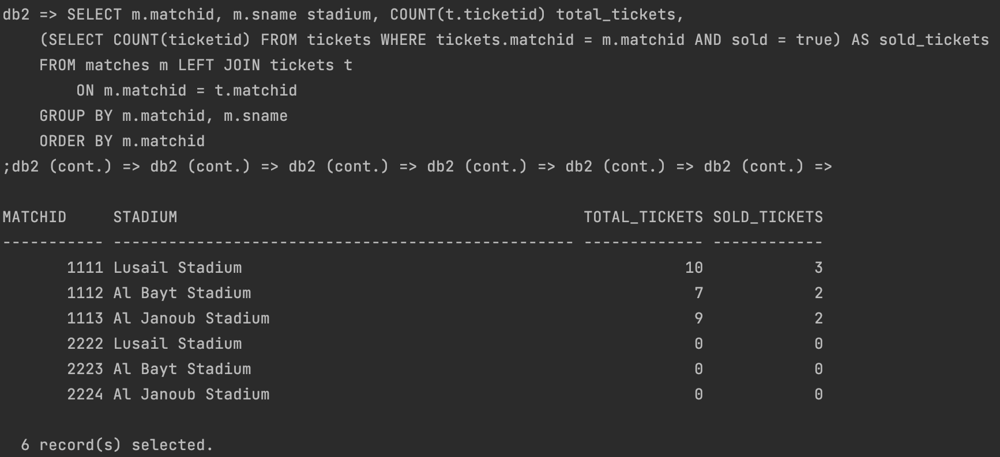 db2 => SELECT m.matchid, m.sname stadium, COUNT(t.ticketid) total_tickets,
    (SELECT COUNT(ticketid) FROM tickets WHERE tickets.matchid = m.matchid AND sold = true) AS sold_tickets
    FROM matches m LEFT JOIN tickets t
        ON m.matchid = t.matchid
    GROUP BY m.matchid, m.sname
    ORDER BY m.matchid
;db2 (cont.) => db2 (cont.) => db2 (cont.) => db2 (cont.) => db2 (cont.) => db2 (cont.) =>

MATCHID     STADIUM                                            TOTAL_TICKETS SOLD_TICKETS
----------- -------------------------------------------------- ------------- ------------
       1111 Lusail Stadium                                                10            3
       1112 Al Bayt Stadium                                                7            2
       1113 Al Janoub Stadium                                              9            2
       2222 Lusail Stadium                                                 0            0
       2223 Al Bayt Stadium                                                0            0
       2224 Al Janoub Stadium                                              0            0

  6 record(s) selected.